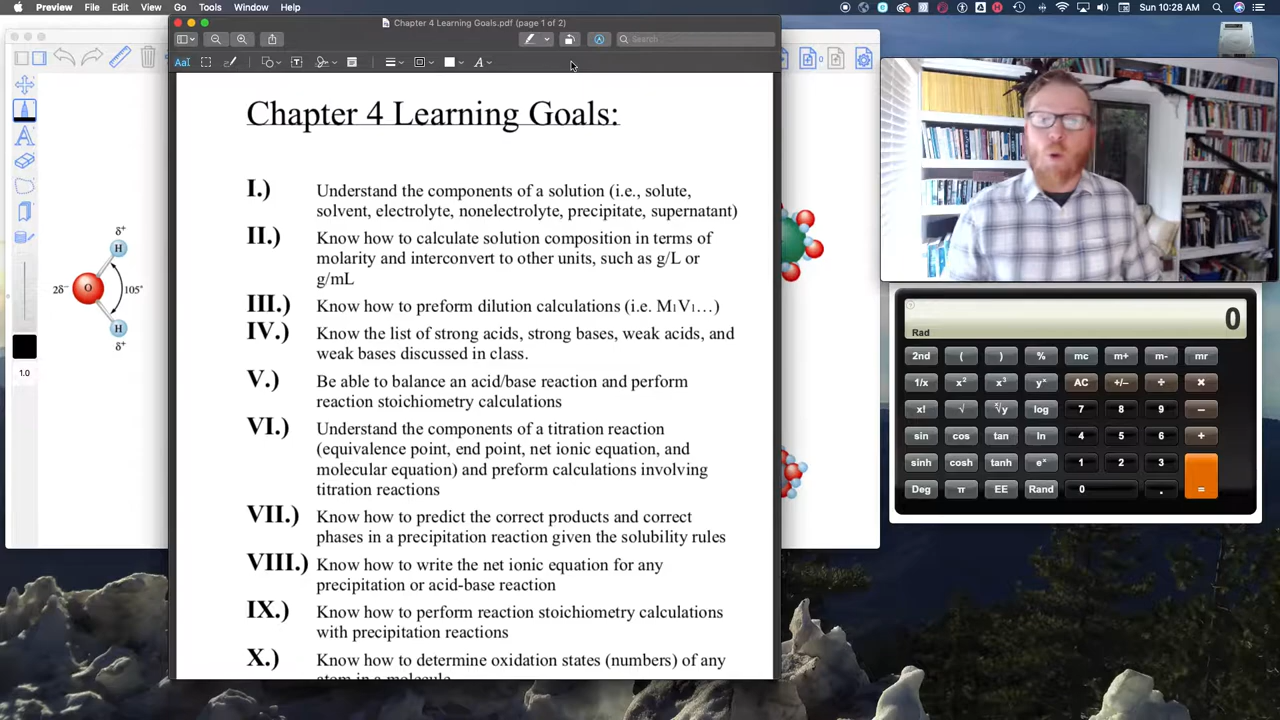 Preview File Edit View Go Tools Window Help
Sun 10:28 AM
Chapter 4 Learning Goals.pdf (page 1 of 2)
Search
Chapter 4 Learning Goals:
I.) Understand the components of a solution (i.e., solute,
solvent, electrolyte, nonelectrolyte, precipitate, supernatant)
II.) Know how to calculate solution composition in terms of
molarity and interconvert to other units, such as g/L or
g/mL
III.) Know how to preform dilution calculations (i.e. M₁V₁…)
IV.) Know the list of strong acids, strong bases, weak acids, and
weak bases discussed in class.
V.) Be able to balance an acid/base reaction and perform
reaction stoichiometry calculations
VI.) Understand the components of a titration reaction
(equivalence point, end point, net ionic equation, and
molecular equation) and preform calculations involving
titration reactions
VII.) Know how to predict the correct products and correct
phases in a precipitation reaction given the solubility rules
VIII.) Know how to write the net ionic equation for any
precipitation or acid-base reaction
IX.) Know how to perform reaction stoichiometry calculations
with precipitation reactions
X.) Know how to determine oxidation states (numbers) of any
atom in a molecule
δ+
H
2δ− O 105°
H
δ+
1.0
0
Rad
2nd ( ) % mc m+ m- mr
1/x x² x³ yˣ AC +/– ÷ ×
x! √ ˣ√y log 7 8 9 −
sin cos tan ln 4 5 6 +
sinh cosh tanh eˣ 1 2 3
Deg π EE Rand 0 . =